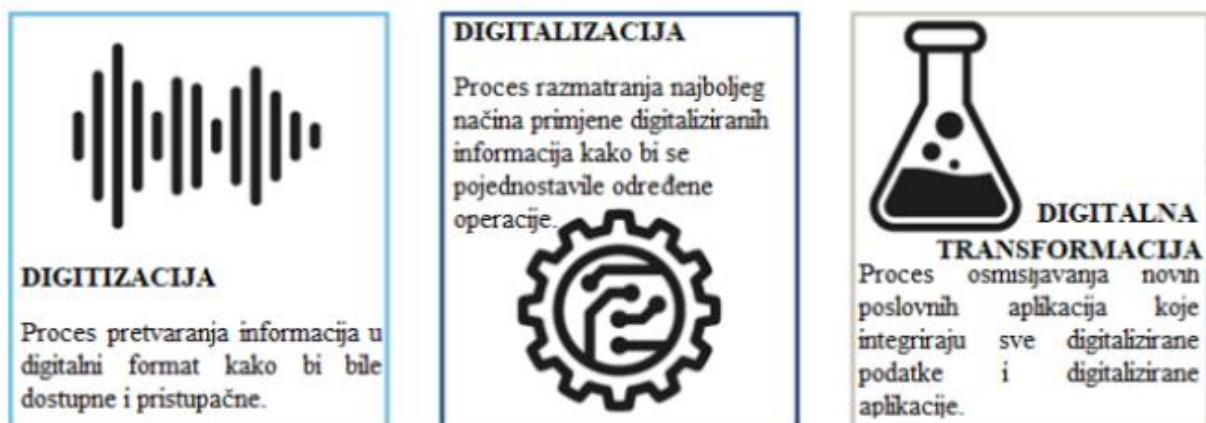 DIGITIZACIJA
Proces pretvaranja informacija u
digitalni format kako bi bile
dostupne i pristupačne.
DIGITALIZACIJA
Proces razmatranja najboljeg
načina primjene digitaliziranih
informacija kako bi se
pojednostavile određene
operacije.
DIGITALNA
TRANSFORMACIJA
Proces osmišljavanja novih
poslovnih aplikacija koje
integriraju sve digitalizirane
podatke i digitalizirane
aplikacije.